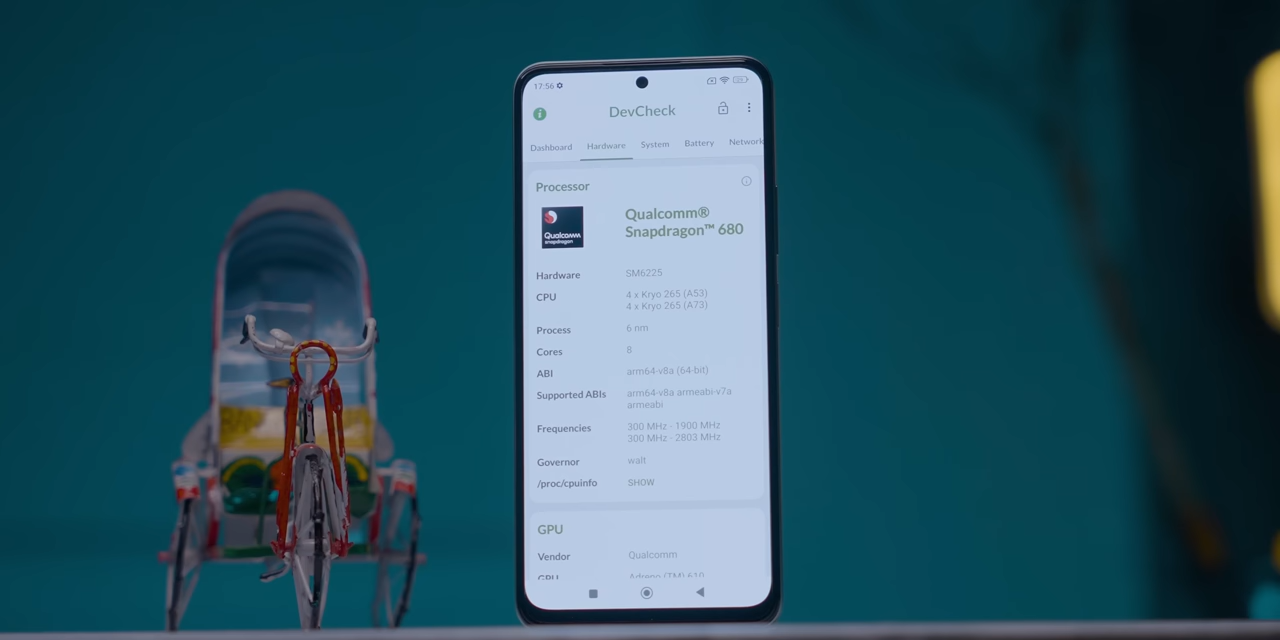 17:56
DevCheck
Dashboard Hardware System Battery Network
Processor
Qualcomm
snapdragon
Qualcomm®
Snapdragon™ 680
Hardware SM6225
CPU 4 x Kryo 265 (A53)
4 x Kryo 265 (A73)
Process 6 nm
Cores 8
ABI arm64-v8a (64-bit)
Supported ABIs arm64-v8a armeabi-v7a
armeabi
Frequencies 300 MHz - 1900 MHz
300 MHz - 2803 MHz
Governor walt
/proc/cpuinfo SHOW
GPU
Vendor Qualcomm
GPU Adreno (TM) 610